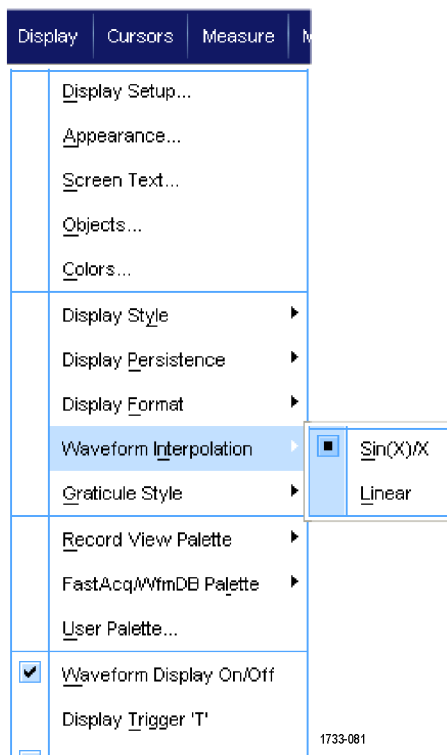 Display Cursors Measure
Display Setup...
Appearance...
Screen Text...
Objects...
Colors...
Display Style
Display Persistence
Display Format
Waveform Interpolation
Sin(X)/X
Graticule Style
Linear
Record View Palette
FastAcq/WfmDB Palette
User Palette...
Waveform Display On/Off
Display Trigger 'T'
1733-081